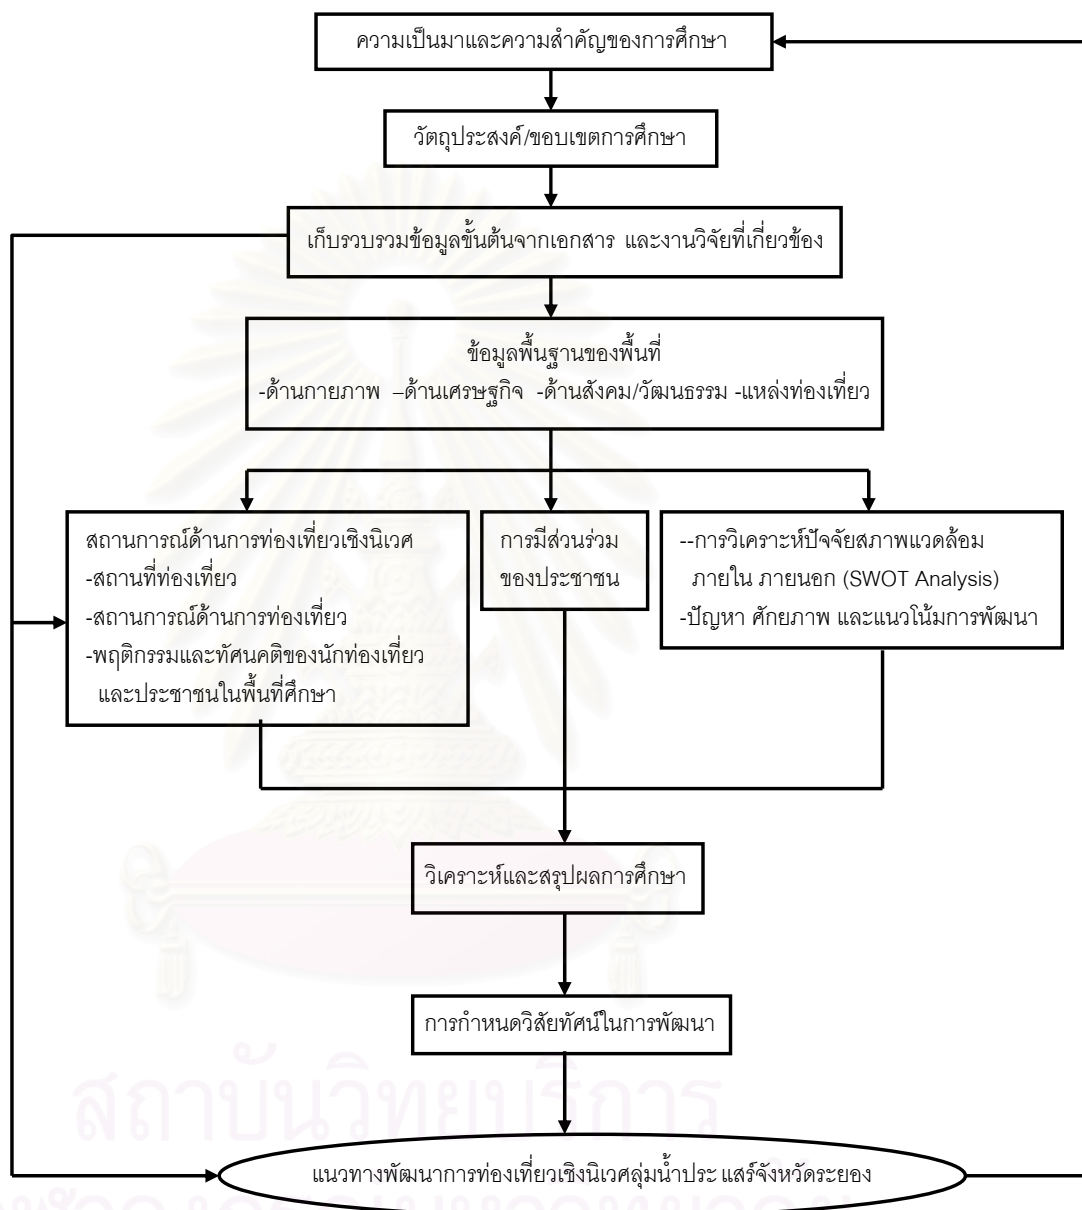 ความเป็นมาและความสำคัญของการศึกษา
วัตถุประสงค์/ขอบเขตการศึกษา
เก็บรวบรวมข้อมูลขั้นต้นจากเอกสาร และงานวิจัยที่เกี่ยวข้อง
ข้อมูลพื้นฐานของพื้นที่
-ด้านกายภาพ –ด้านเศรษฐกิจ -ด้านสังคม/วัฒนธรรม -แหล่งท่องเที่ยว
สถานการณ์ด้านการท่องเที่ยวเชิงนิเวศ
-สถานที่ท่องเที่ยว
-สถานการณ์ด้านการท่องเที่ยว
-พฤติกรรมและทัศนคติของนักท่องเที่ยว
และประชาชนในพื้นที่ศึกษา
การมีส่วนร่วม
ของประชาชน
--การวิเคราะห์ปัจจัยสภาพแวดล้อม
ภายใน ภายนอก (SWOT Analysis)
-ปัญหา ศักยภาพ และแนวโน้มการพัฒนา
วิเคราะห์และสรุปผลการศึกษา
การกำหนดวิสัยทัศน์ในการพัฒนา
สถาบันวิทยบริการ
แนวทางพัฒนาการท่องเที่ยวเชิงนิเวศลุ่มน้ำประ แสร์จังหวัดระยอง